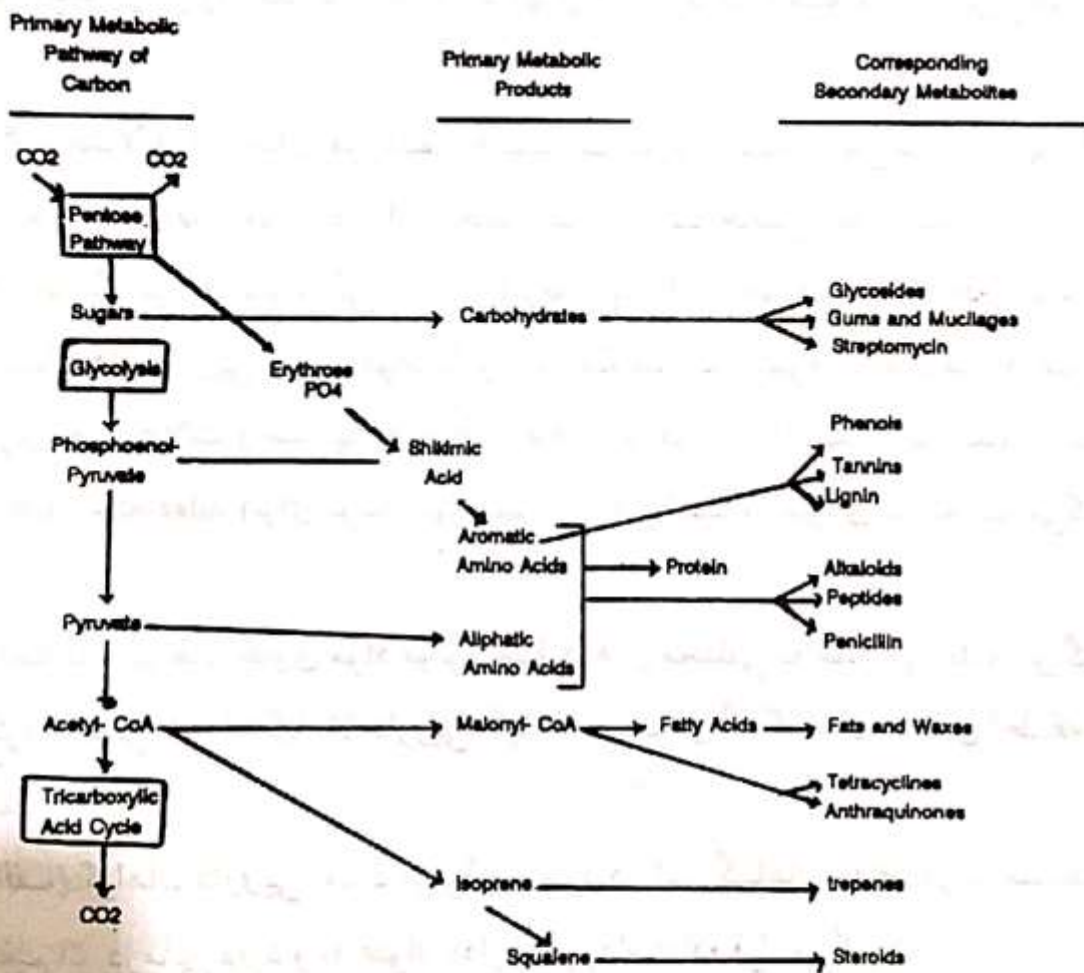 Primary Metabolic
Pathway of
Carbon
Primary Metabolic
Products
Corresponding
Secondary Metabolites
CO2
CO2
Pentose
Pathway
Sugars
Carbohydrates
Glycosides
Gums and Mucilages
Streptomycin
Glycolysis
Erythrose
PO4
Phosphoenol-
Pyruvate
Shikimic
Acid
Phenols
Tannins
Lignin
Aromatic
Amino Acids
Protein
Alkaloids
Peptides
Penicillin
Pyruvate
Aliphatic
Amino Acids
Acetyl- CoA
Malonyl- CoA
Fatty Acids
Fats and Waxes
Tetracyclines
Anthraquinones
Tricarboxylic
Acid Cycle
CO2
Isoprene
trepenes
Squalene
Steroids